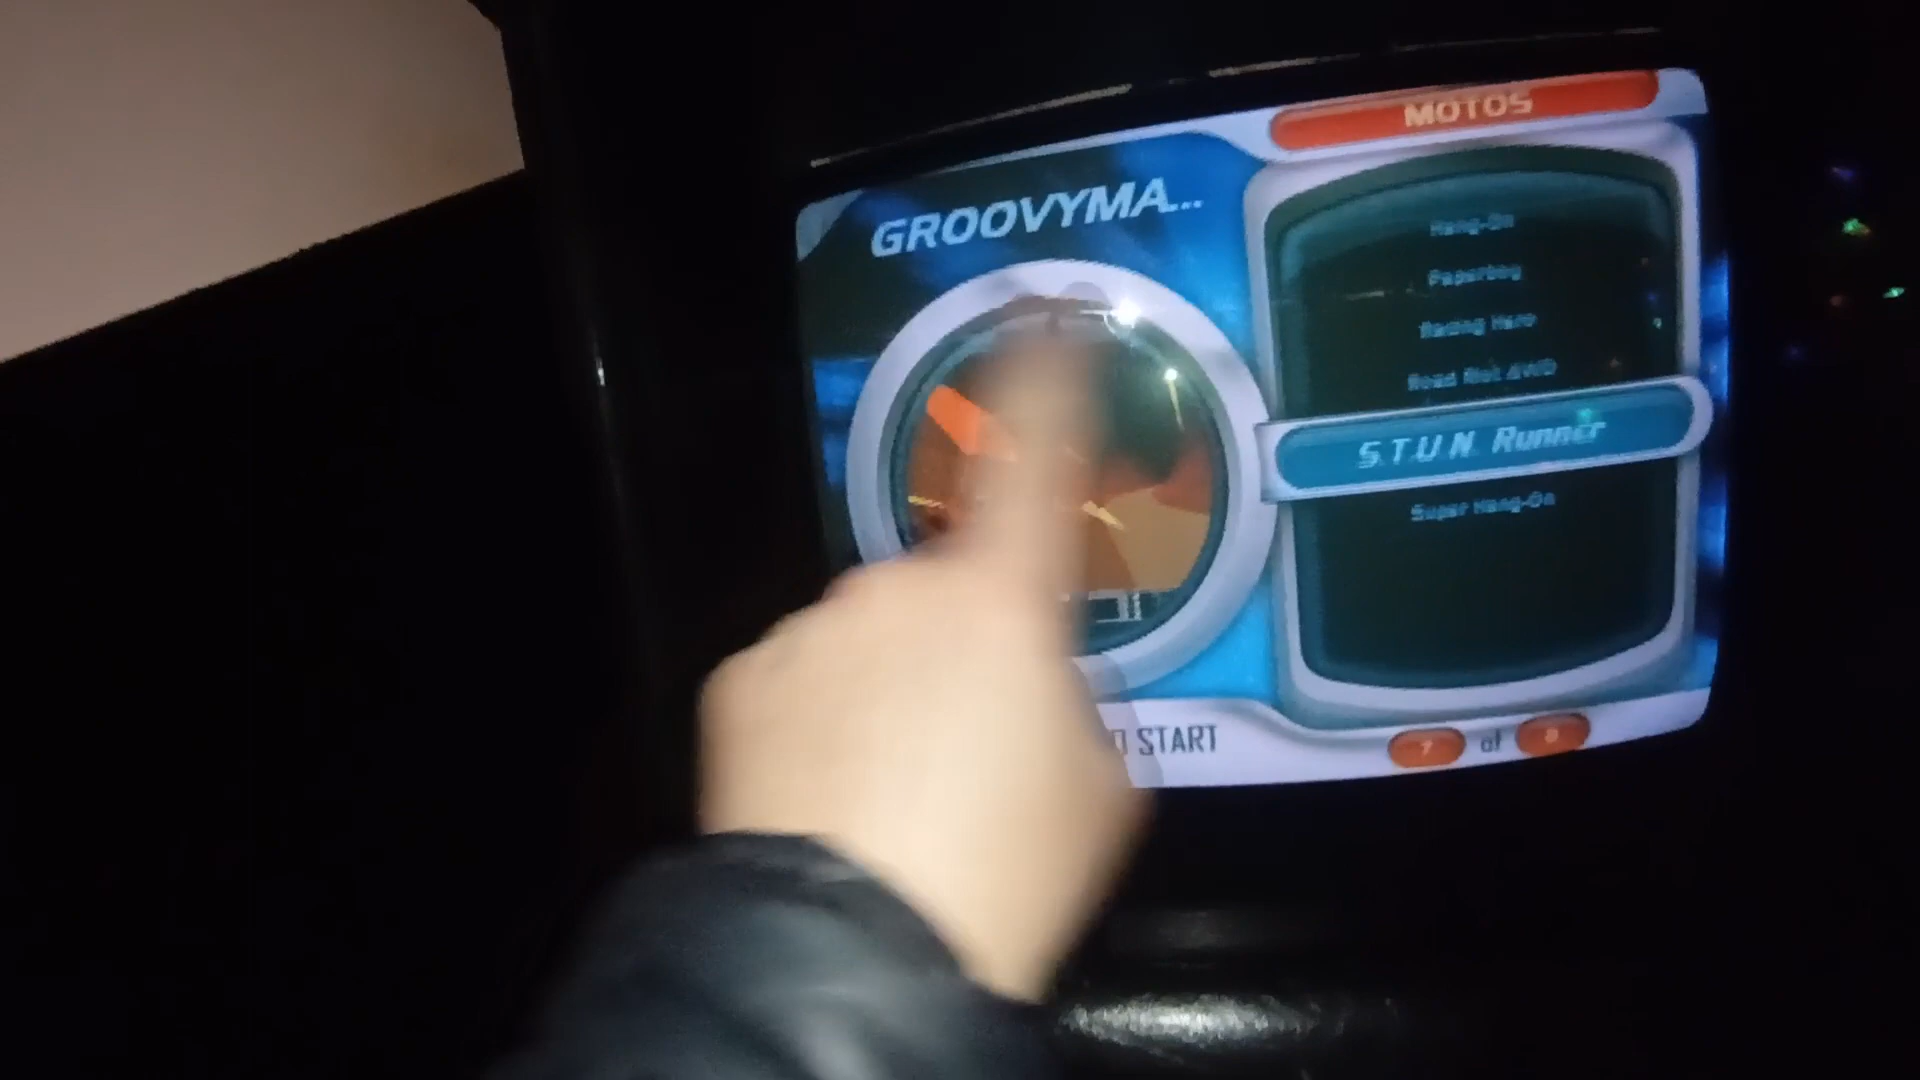 MOTOS
GROOVYMA...
Hang-On
Paperboy
Racing Hero
Road Riot 4WD
S.T.U.N. Runner
Super Hang-On
START
7 of 8